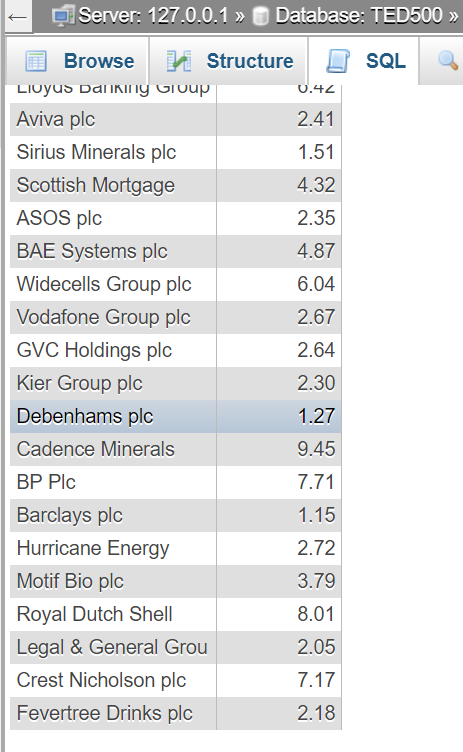 ← Server: 127.0.0.1 » Database: TED500 »
Browse Structure SQL
Lloyds Banking Group 6.42
Aviva plc 2.41
Sirius Minerals plc 1.51
Scottish Mortgage 4.32
ASOS plc 2.35
BAE Systems plc 4.87
Widecells Group plc 6.04
Vodafone Group plc 2.67
GVC Holdings plc 2.64
Kier Group plc 2.30
Debenhams plc 1.27
Cadence Minerals 9.45
BP Plc 7.71
Barclays plc 1.15
Hurricane Energy 2.72
Motif Bio plc 3.79
Royal Dutch Shell 8.01
Legal & General Grou 2.05
Crest Nicholson plc 7.17
Fevertree Drinks plc 2.18